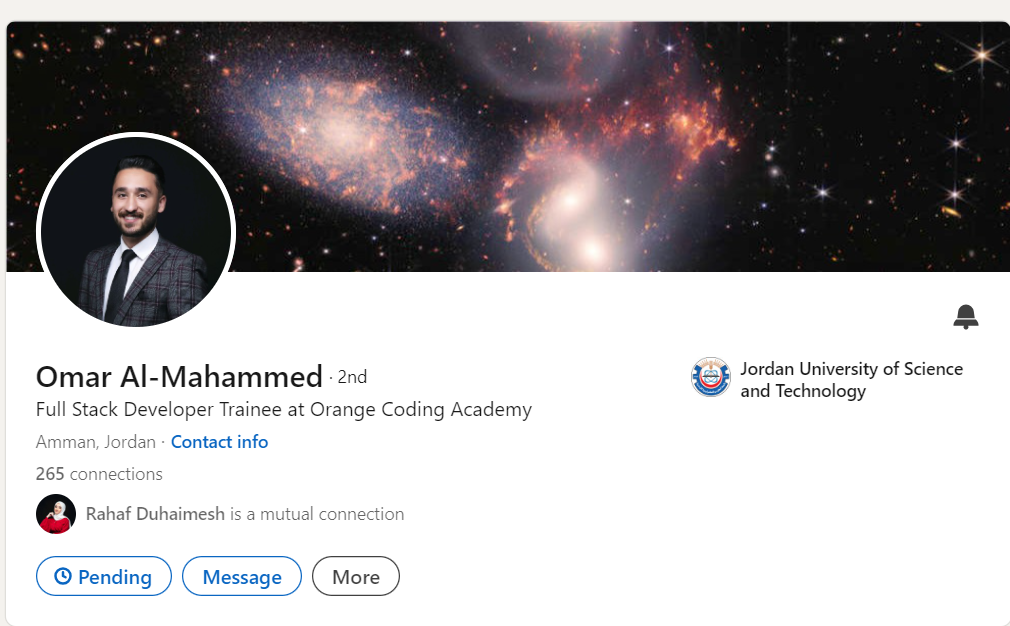 Omar Al-Mahammed · 2nd
Full Stack Developer Trainee at Orange Coding Academy
Amman, Jordan · Contact info
265 connections
Rahaf Duhaimesh is a mutual connection
Pending
Message
More
Jordan University of Science
and Technology